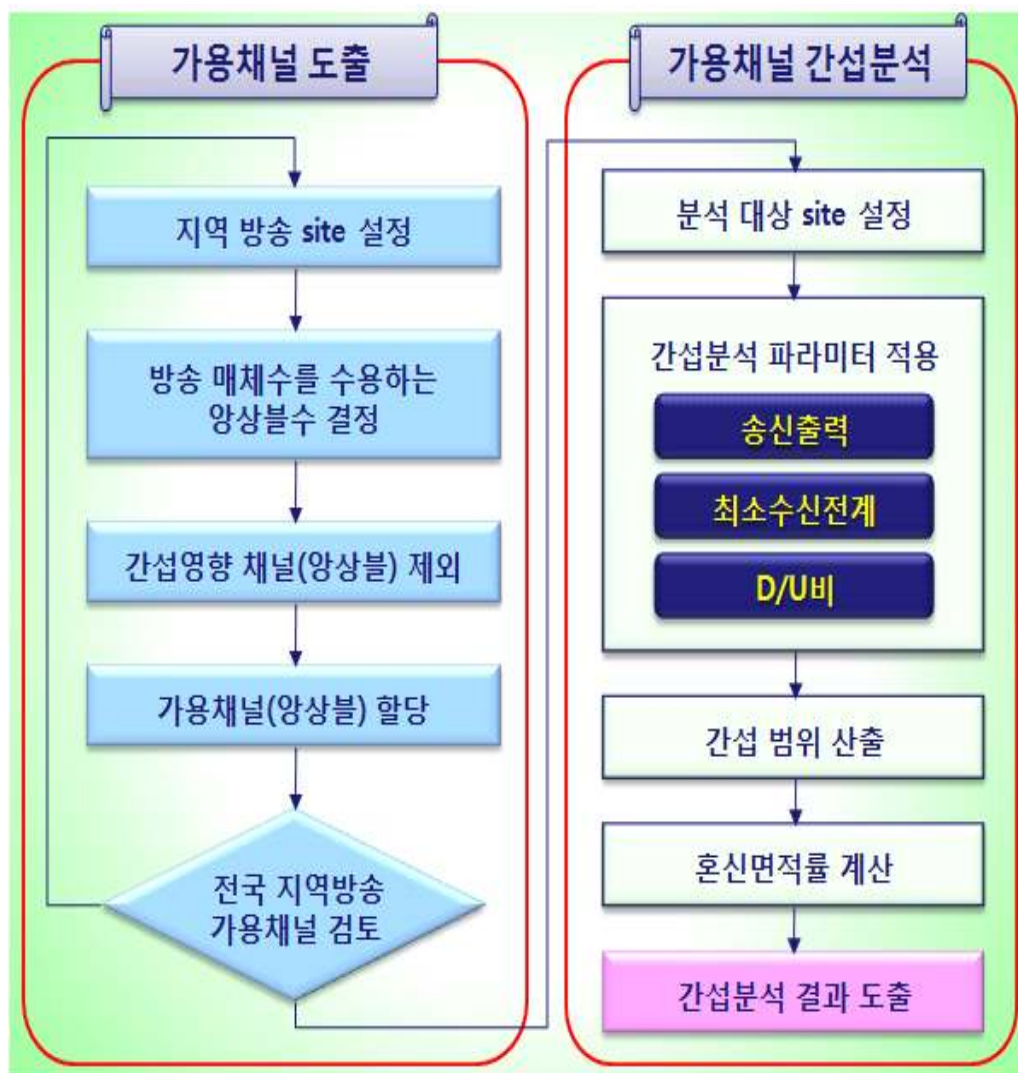 가용채널 도출
지역 방송 site 설정
방송 매체수를 수용하는
앙상블수 결정
간섭영향 채널(앙상블) 제외
가용채널(앙상블) 할당
전국 지역방송
가용채널 검토
가용채널 간섭분석
분석 대상 site 설정
간섭분석 파라미터 적용
송신출력
최소수신전계
D/U비
간섭 범위 산출
혼신면적률 계산
간섭분석 결과 도출